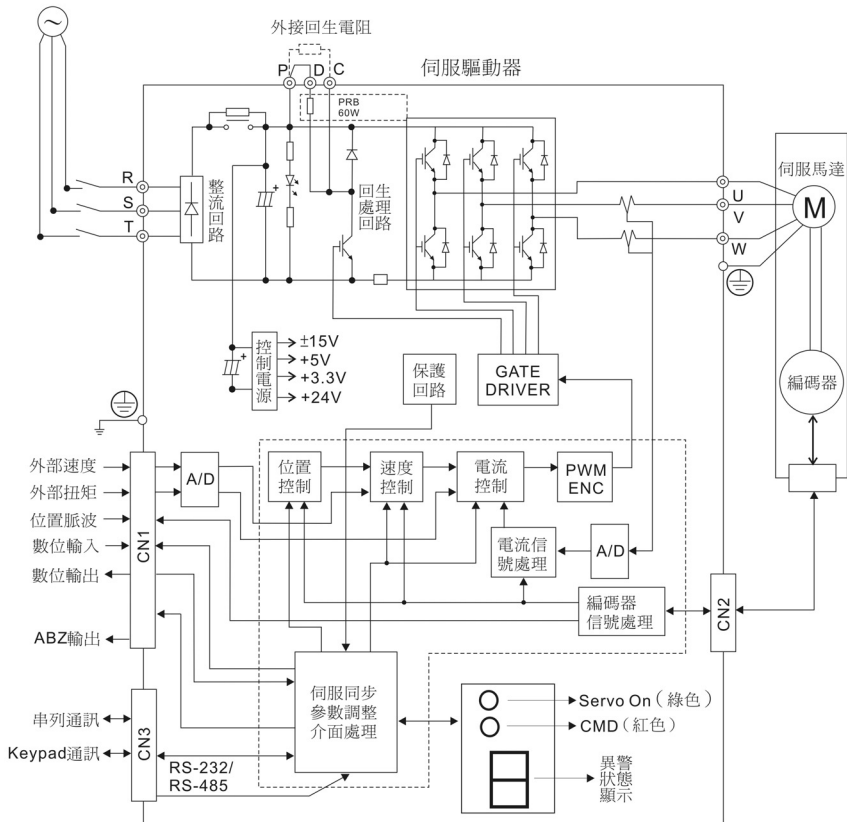 外接回生電阻
P
D
C
伺服驅動器
PRB
60W
R
S
T
整
流
回
路
+
回生
處理
回路
U
V
W
伺服馬達
M
編碼器
+
控
制
電
源
±15V
+5V
+3.3V
+24V
保護
回路
GATE
DRIVER
外部速度
外部扭矩
位置脈波
數位輸入
數位輸出
ABZ輸出
CN1
A/D
位置
控制
速度
控制
電流
控制
PWM
ENC
電流信
號處理
A/D
編碼器
信號處理
CN2
伺服同步
參數調整
介面處理
串列通訊
Keypad通訊
CN3
RS-232/
RS-485
Servo On（綠色）
CMD（紅色）
異警
狀態
顯示